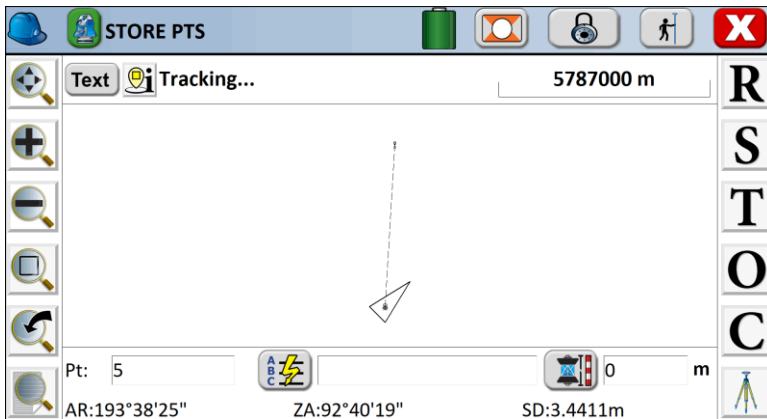 STORE PTS
Text Tracking... 5787000 m
R
S
T
O
C
Pt: 5 A B C 0 m
AR:193°38'25" ZA:92°40'19" SD:3.4411m